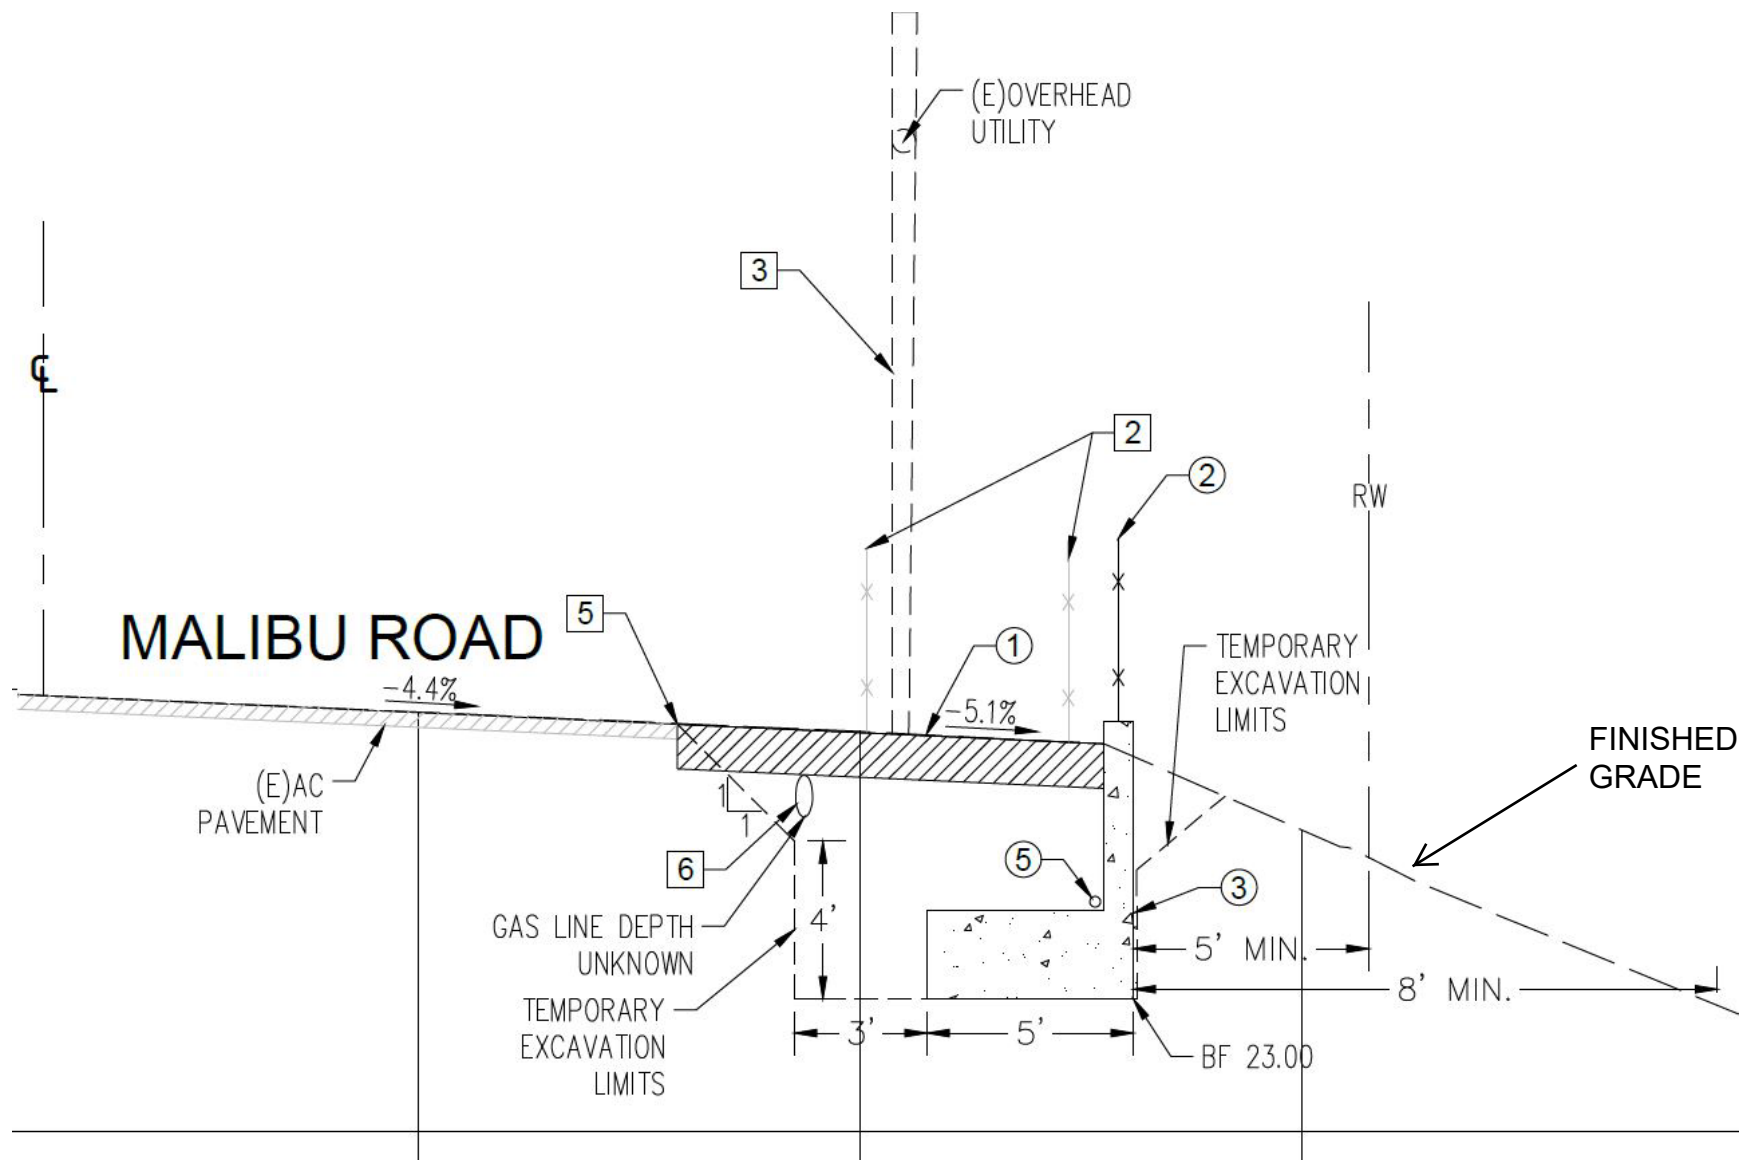 (E)OVERHEAD
UTILITY
3
℄
2
2
RW
5
MALIBU ROAD
1
TEMPORARY
EXCAVATION
LIMITS
-4.4%
-5.1%
FINISHED
GRADE
(E)AC
PAVEMENT
1
1
6
5
3
4'
GAS LINE DEPTH
UNKNOWN
5' MIN.
8' MIN.
TEMPORARY
EXCAVATION
LIMITS
3'
5'
BF 23.00